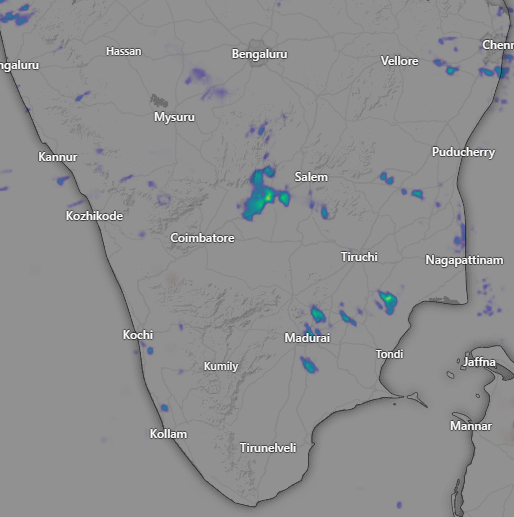 Chenn
Hassan
Bengaluru
Vellore
ngaluru
Mysuru
Puducherry
Kannur
Salem
Kozhikode
Coimbatore
Tiruchi
Nagapattinam
Kochi
Madurai
Tondi
Jaffna
Kumily
Mannar
Kollam
Tirunelveli